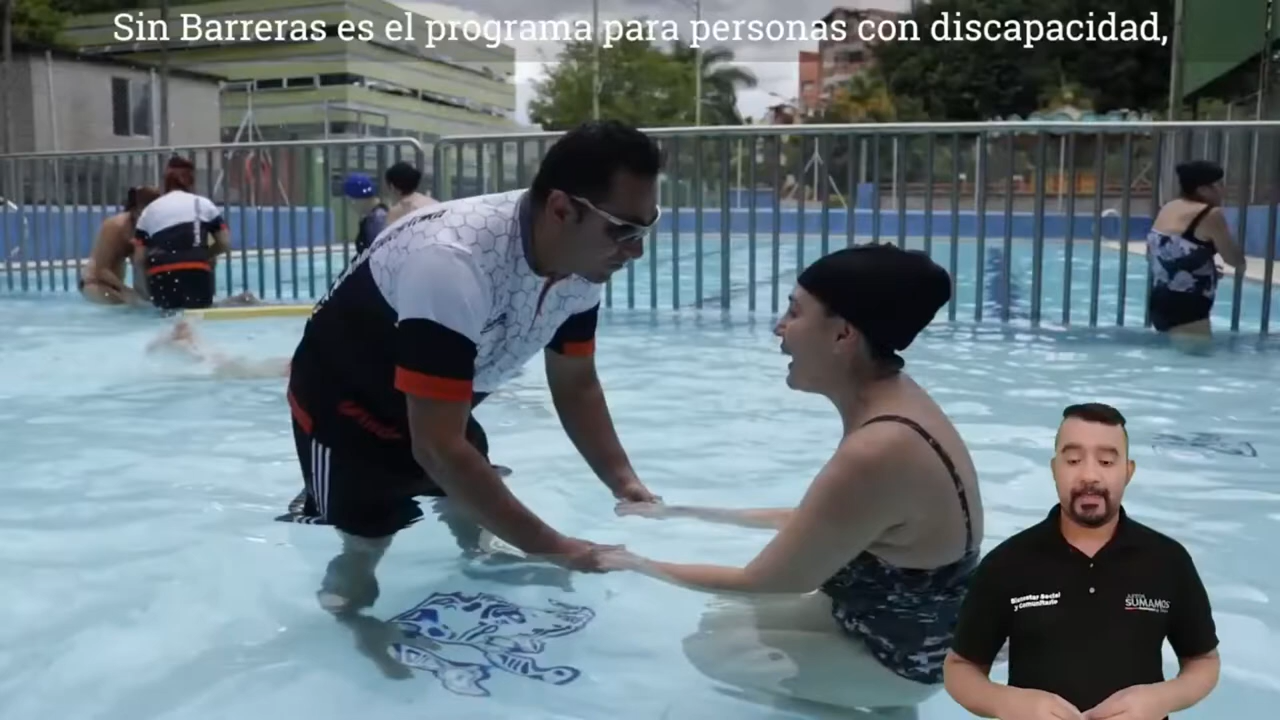 Sin Barreras es el programa para personas con discapacidad,
Bienestar Social
y Comunitario
SUMAMOS